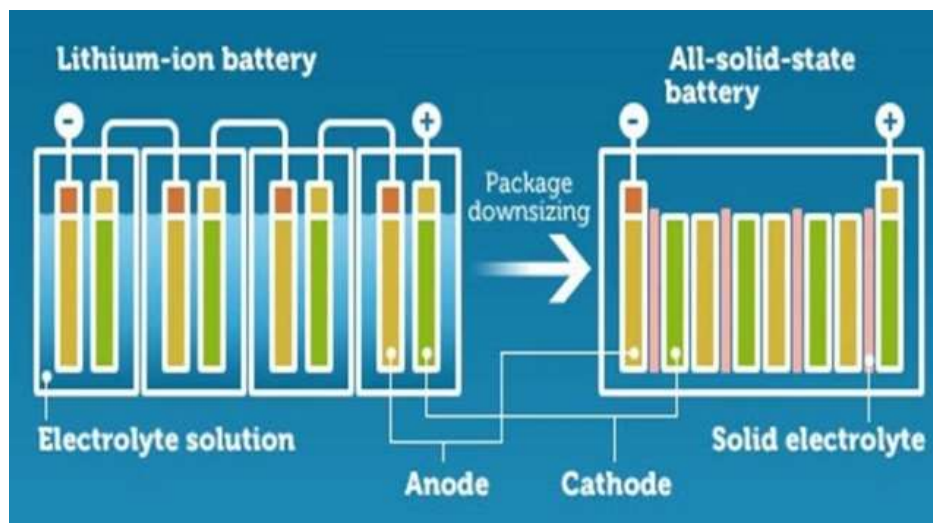 Lithium-ion battery
All-solid-state
battery
-
+
-
+
Package
downsizing
Electrolyte solution
Solid electrolyte
Anode
Cathode